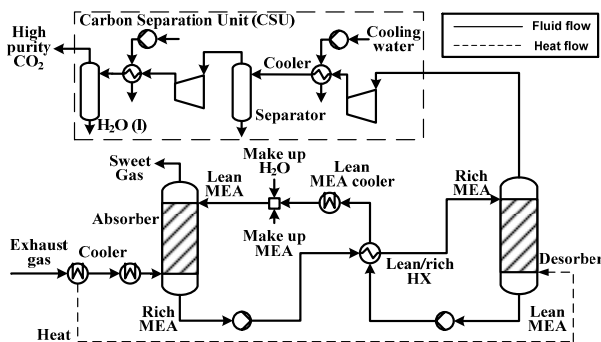 Carbon Separation Unit (CSU)
High
purity
CO2
Cooling
water
Cooler
Separator
H2O (l)
Fluid flow
Heat flow
Sweet
Gas
Lean
MEA
Make up
H2O
Lean
MEA cooler
Rich
MEA
Absorber
Make up
MEA
Exhaust
gas
Cooler
Lean/rich
HX
Desorber
Rich
MEA
Lean
MEA
Heat